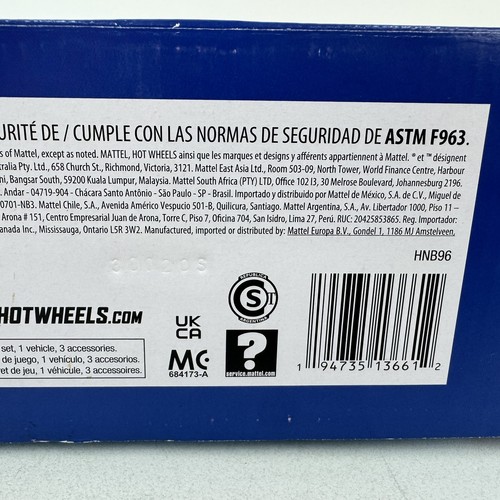 URITÉ DE / CUMPLE CON LAS NORMAS DE SEGURIDAD DE ASTM F963.
s of Mattel, except as noted. MATTEL, HOT WHEELS ainsi que les marques et designs y afférents appartiennent à Mattel. ® et ™ désignent
tralia Pty. Ltd., 658 Church St., Richmond, Victoria, 3121. Mattel East Asia Ltd., Room 503-09, North Tower, World Finance Centre, Harbour
ni, Bangsar South, 59200 Kuala Lumpur, Malaysia. Mattel South Africa (PTY) LTD, Office 102 I3, 30 Melrose Boulevard, Johannesburg 2196.
. Andar - 04719-904 - Chácara Santo Antônio - São Paulo - SP - Brasil. Importado y distribuido por Mattel de México, S.A. de C.V., Miguel de
0701-NB3. Mattel Chile, S.A., Avenida Américo Vespucio 501-B, Quilicura, Santiago. Mattel Argentina, S.A., Av. Libertador 1000, Piso 11 –
Arona # 151, Centro Empresarial Juan de Arona, Torre C, Piso 7, Oficina 704, San Isidro, Lima 27, Perú. RUC: 20425853865. Reg. Importador:
anada Inc., Mississauga, Ontario L5R 3W2. Manufactured, imported or distributed by: Mattel Europa B.V., Gondel 1, 1186 MJ Amstelveen,
HNB96
REPUBLICA
S
ARGENTINA
HOTWHEELS.COM
UK
CA
set, 1 vehicle, 3 accessories.
de juego, 1 vehículo, 3 accesorios.
et de jeu, 1 véhicule, 3 accessoires.
MC
684173-A
?
service.mattel.com
1 94735 13661 2